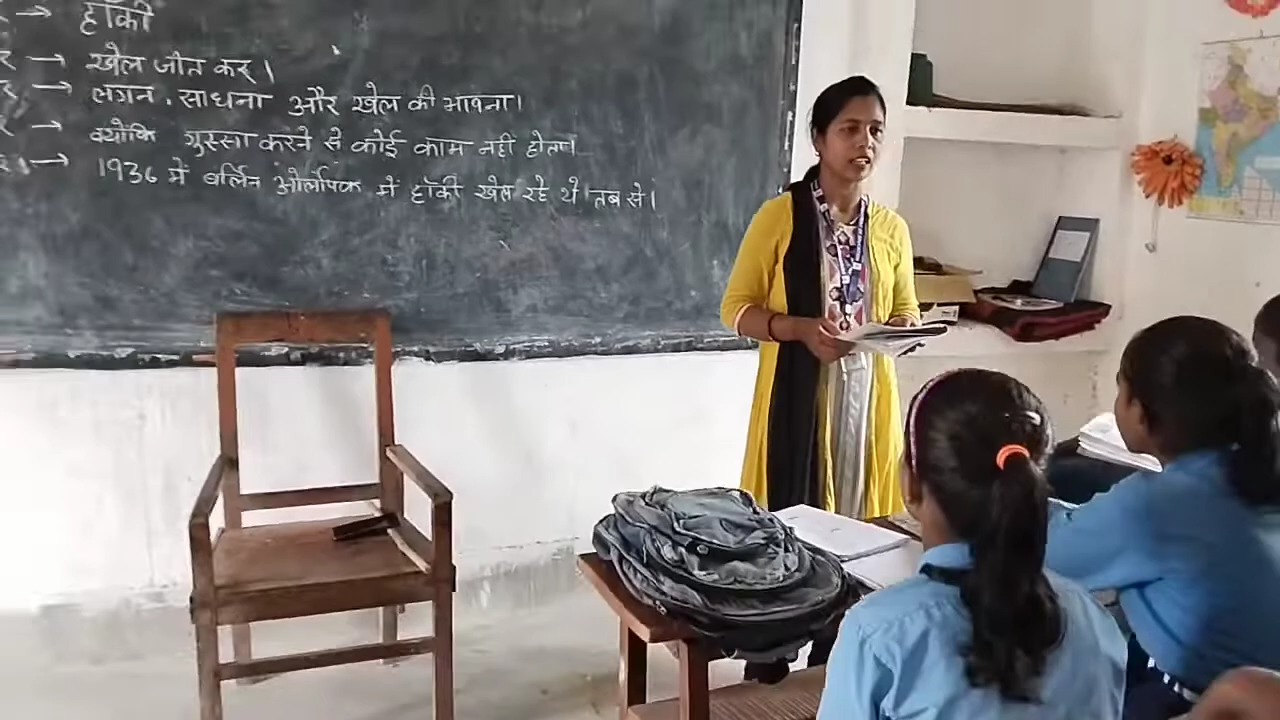 → हॉकी
र → खेल जीत कर।
र → लगन, साधना और खेल की भावना।
र → क्योंकि गुस्सा करने से कोई काम नहीं होता।
→ 1936 में बर्लिन ओलंपिक में हॉकी खेल रहे थे तब से।